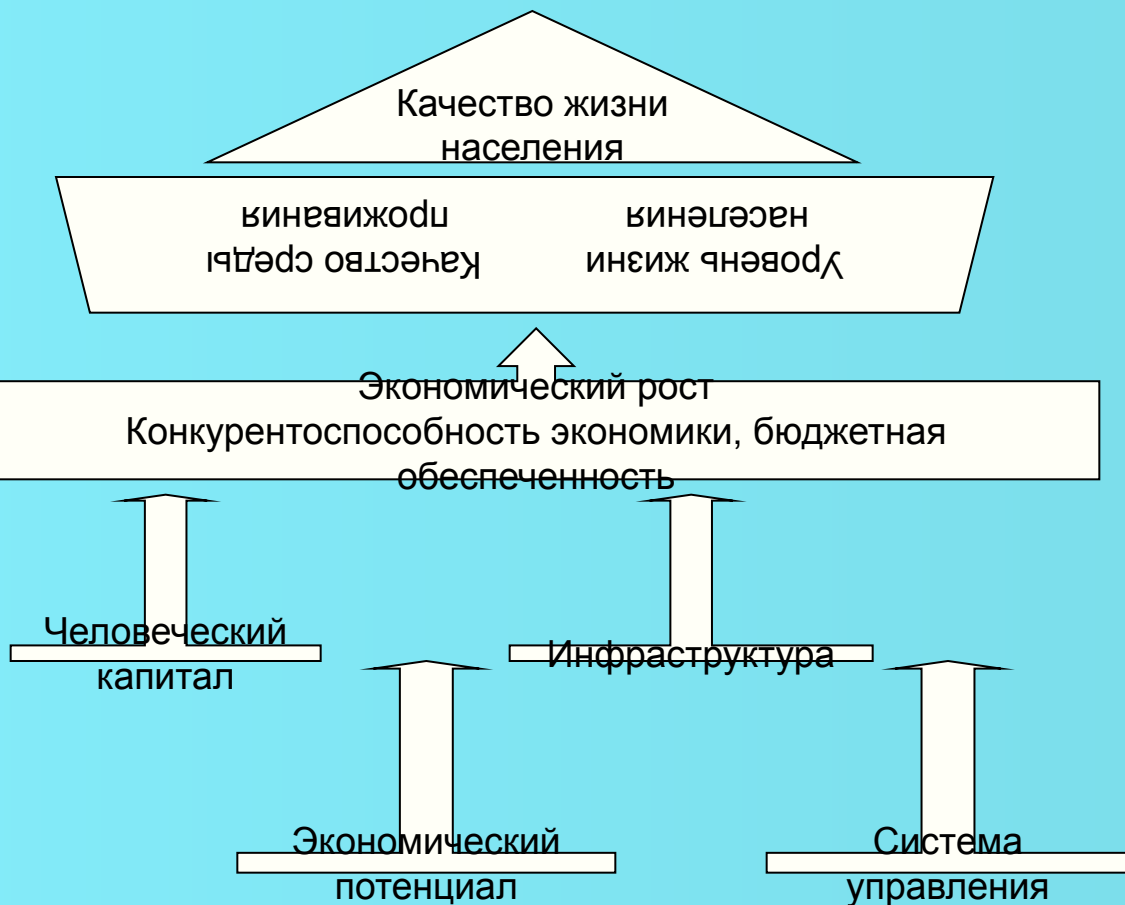 Качество жизни
населения
Уровень жизни
населения
Качество среды
проживания
Экономический рост
Конкурентоспособность экономики, бюджетная
обеспеченность
Человеческий
капитал
Инфраструктура
Экономический
потенциал
Система
управления